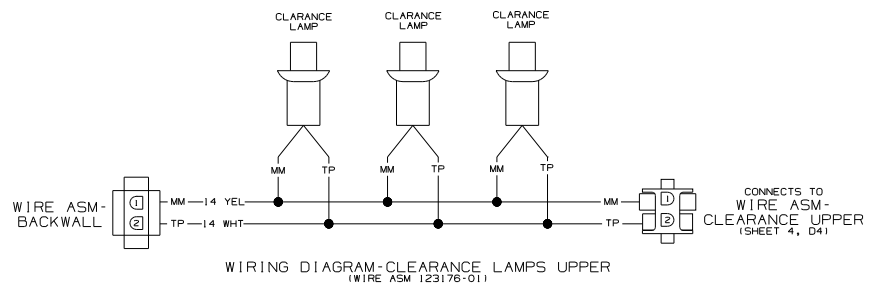 CLARANCE
LAMP
CLARANCE
LAMP
CLARANCE
LAMP
MM
TP
MM
TP
MM
TP
WIRE ASM-
BACKWALL
1
MM
14 YEL
2
TP
14 WHT
MM
1
TP
2
CONNECTS TO
WIRE ASM-
CLEARANCE UPPER
(SHEET 4, D4)
WIRING DIAGRAM-CLEARANCE LAMPS UPPER
(WIRE ASM 123176-01)